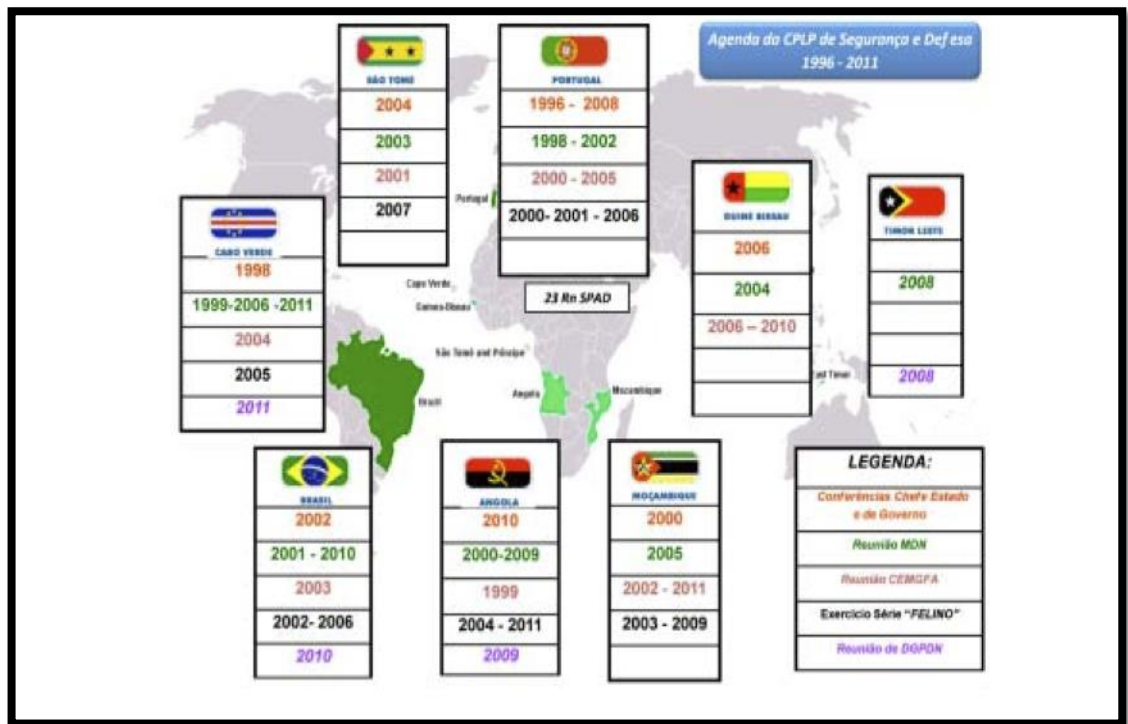 Agenda da CPLP de Segurança e Defesa
1996 - 2011
SÃO TOMÉ
2004
2003
2001
2007
PORTUGAL
1996 - 2008
1998 - 2002
2000 - 2005
2000- 2001 - 2006
GUINÉ BISSAU
2006
2004
2006 – 2010
TIMOR LESTE
2008
2008
CABO VERDE
1998
1999-2006 -2011
2004
2005
2011
Portugal
Cape Verde
Guinea-Bissau
São Tomé and Príncipe
Angola
Mozambique
Brazil
East Timor
23 Rn SPAD
BRASIL
2002
2001 - 2010
2003
2002- 2006
2010
ANGOLA
2010
2000-2009
1999
2004 - 2011
2009
MOÇAMBIQUE
2000
2005
2002 - 2011
2003 - 2009
LEGENDA:
Conferências Chefe Estado
e de Governo
Reunião MDN
Reunião CEMGFA
Exercício Série "FELINO"
Reunião de DGPDN